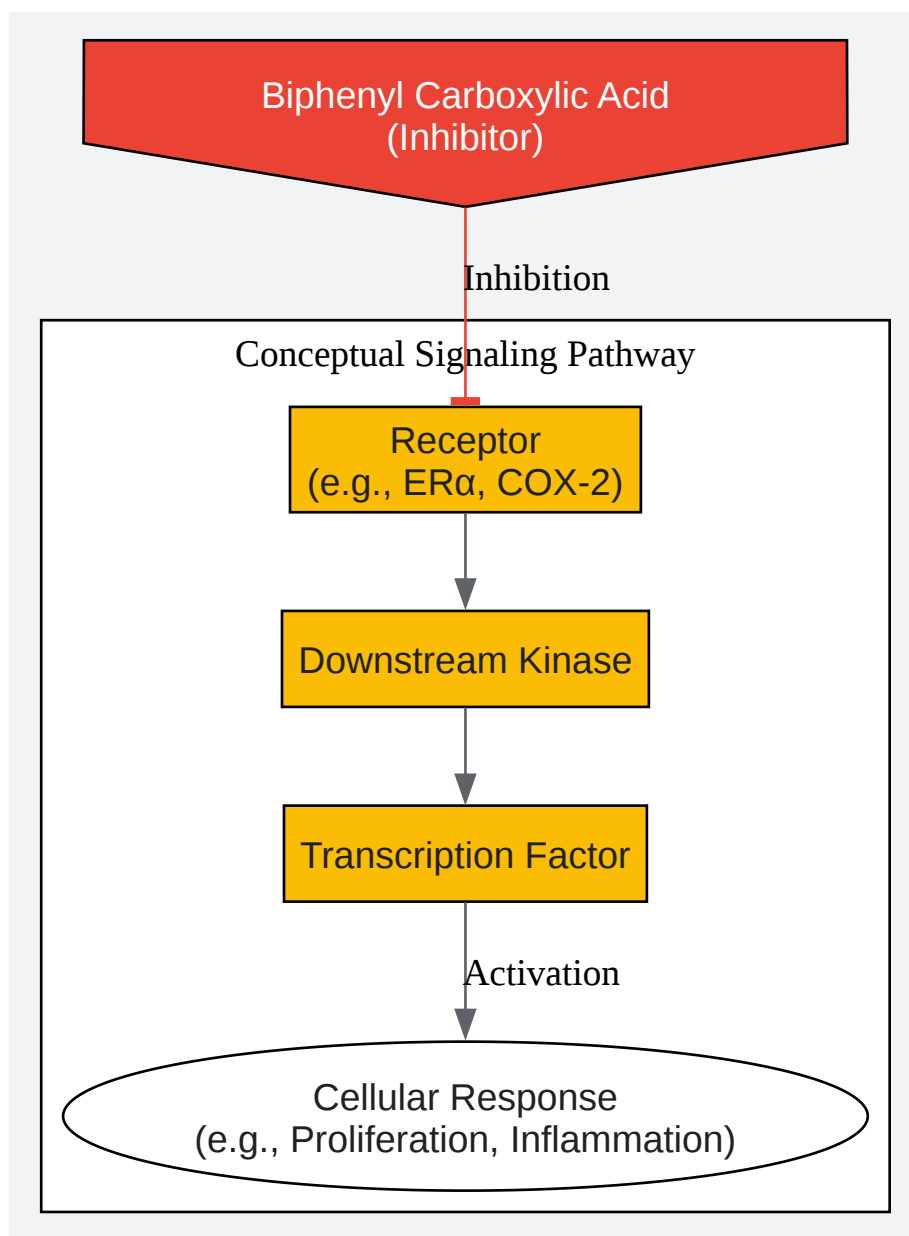 Biphenyl Carboxylic Acid
(Inhibitor)
Inhibition
Conceptual Signaling Pathway
Receptor
(e.g., ERα, COX-2)
Downstream Kinase
Transcription Factor
Activation
Cellular Response
(e.g., Proliferation, Inflammation)